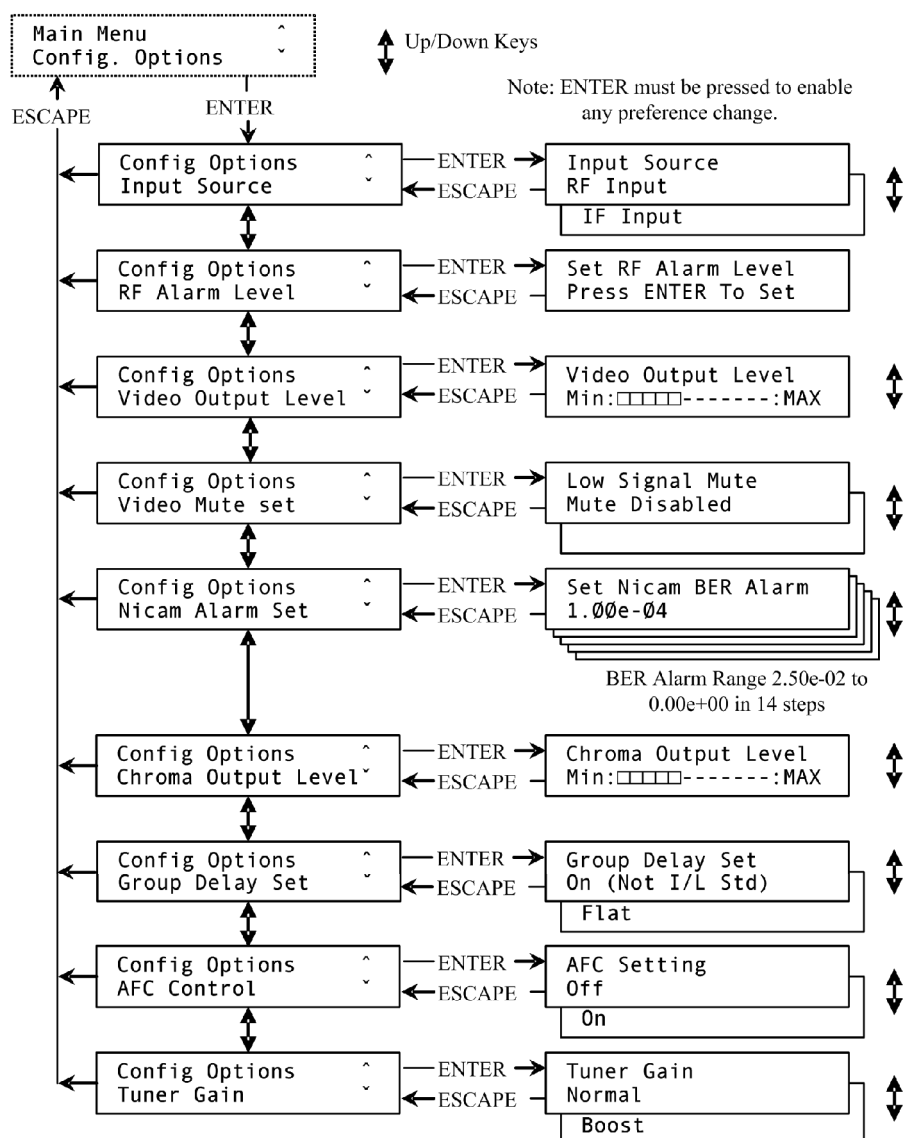 Main Menu ^
Config. Options ˇ
Up/Down Keys
Note: ENTER must be pressed to enable
any preference change.
ESCAPE
ENTER
Config Options ^
Input Source ˇ
ENTER
ESCAPE
Input Source
RF Input
IF Input
Config Options ^
RF Alarm Level ˇ
ENTER
ESCAPE
Set RF Alarm Level
Press ENTER To Set
Config Options ^
Video Output Level ˇ
ENTER
ESCAPE
Video Output Level
Min:□□□□□-------:MAX
Config Options ^
Video Mute set ˇ
ENTER
ESCAPE
Low Signal Mute
Mute Disabled
Config Options ^
Nicam Alarm Set ˇ
ENTER
ESCAPE
Set Nicam BER Alarm
1.ØØe-Ø4
BER Alarm Range 2.50e-02 to
0.00e+00 in 14 steps
Config Options ^
Chroma Output Levelˇ
ENTER
ESCAPE
Chroma Output Level
Min:□□□□□-------:MAX
Config Options ^
Group Delay Set ˇ
ENTER
ESCAPE
Group Delay Set
On (Not I/L Std)
Flat
Config Options ^
AFC Control ˇ
ENTER
ESCAPE
AFC Setting
Off
On
Config Options ^
Tuner Gain ˇ
ENTER
ESCAPE
Tuner Gain
Normal
Boost